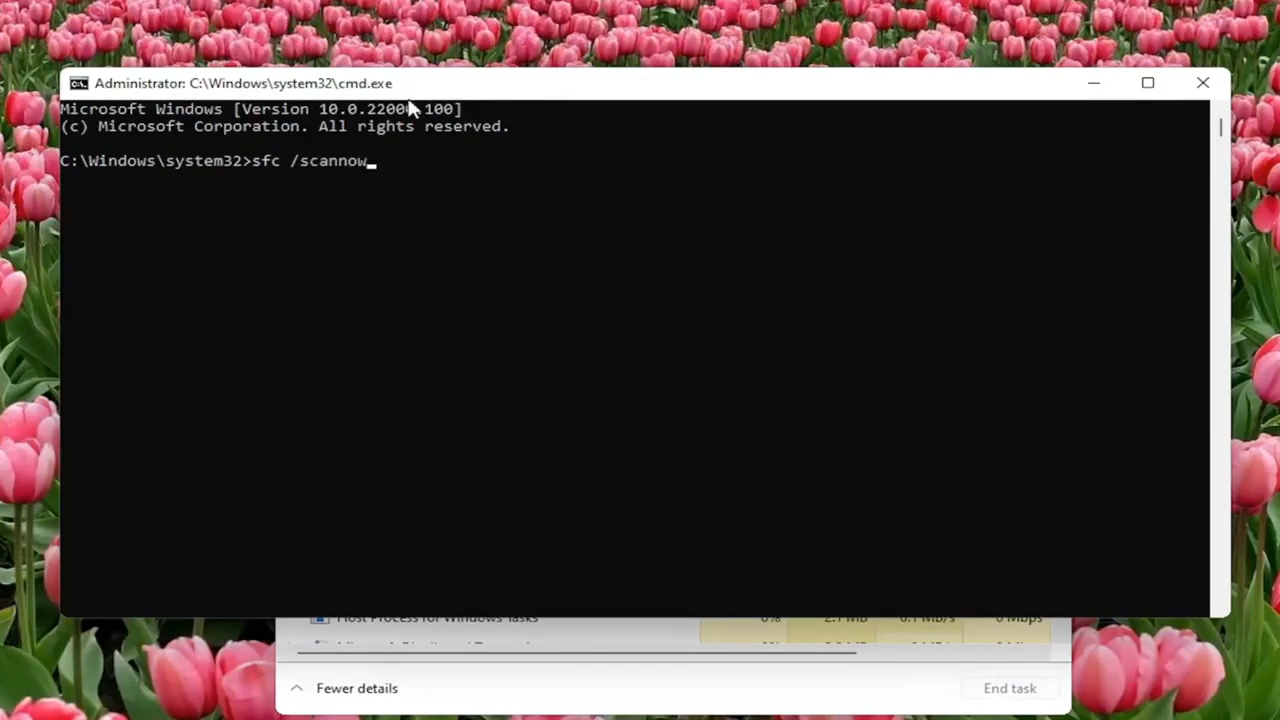 Administrator: C:\Windows\system32\cmd.exe
Microsoft Windows [Version 10.0.22000.100]
(c) Microsoft Corporation. All rights reserved.
C:\Windows\system32>sfc /scannow
Host Process for Windows Tasks 0% 2.1 MB 0.1 MB/s 0 Mbps
Fewer details
End task